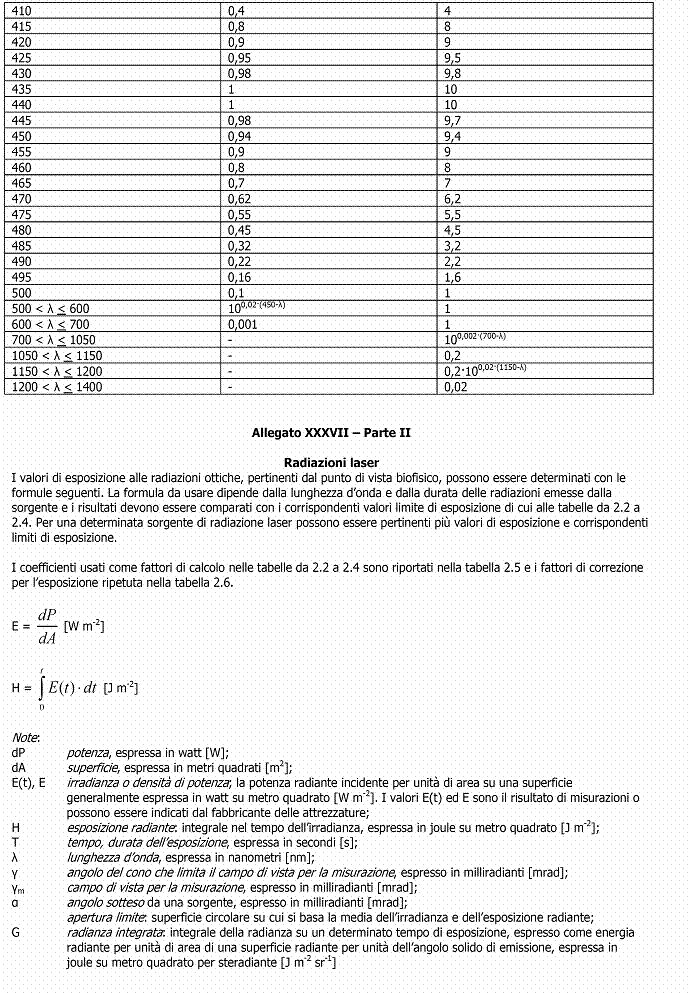 410 0,4 4
415 0,8 8
420 0,9 9
425 0,95 9,5
430 0,98 9,8
435 1 10
440 1 10
445 0,98 9,7
450 0,94 9,4
455 0,9 9
460 0,8 8
465 0,7 7
470 0,62 6,2
475 0,55 5,5
480 0,45 4,5
485 0,32 3,2
490 0,22 2,2
495 0,16 1,6
500 0,1 1
500 < λ ≤ 600 10^0,02·(450-λ) 1
600 < λ ≤ 700 0,001 1
700 < λ ≤ 1050 - 10^0,002·(700-λ)
1050 < λ ≤ 1150 - 0,2
1150 < λ ≤ 1200 - 0,2·10^0,02·(1150-λ)
1200 < λ ≤ 1400 - 0,02
Allegato XXXVII – Parte II
Radiazioni laser
I valori di esposizione alle radiazioni ottiche, pertinenti dal punto di vista biofisico, possono essere determinati con le
formule seguenti. La formula da usare dipende dalla lunghezza d'onda e dalla durata delle radiazioni emesse dalla
sorgente e i risultati devono essere comparati con i corrispondenti valori limite di esposizione di cui alle tabelle da 2.2 a
2.4. Per una determinata sorgente di radiazione laser possono essere pertinenti più valori di esposizione e corrispondenti
limiti di esposizione.
I coefficienti usati come fattori di calcolo nelle tabelle da 2.2 a 2.4 sono riportati nella tabella 2.5 e i fattori di correzione
per l'esposizione ripetuta nella tabella 2.6.
E = dP/dA [W m⁻²]
H = ∫₀ᵗ E(t) · dt [J m⁻²]
Note:
dP potenza, espressa in watt [W];
dA superficie, espressa in metri quadrati [m²];
E(t), E irradianza o densità di potenza; la potenza radiante incidente per unità di area su una superficie
generalmente espressa in watt su metro quadrato [W m⁻²]. I valori E(t) ed E sono il risultato di misurazioni o
possono essere indicati dal fabbricante delle attrezzature;
H esposizione radiante: integrale nel tempo dell'irradianza, espressa in joule su metro quadrato [J m⁻²];
T tempo, durata dell'esposizione, espressa in secondi [s];
λ lunghezza d'onda, espressa in nanometri [nm];
γ angolo del cono che limita il campo di vista per la misurazione, espresso in milliradianti [mrad];
γm campo di vista per la misurazione, espresso in milliradianti [mrad];
α angolo sotteso da una sorgente, espresso in milliradianti [mrad];
apertura limite: superficie circolare su cui si basa la media dell'irradianza e dell'esposizione radiante;
G radianza integrata: integrale della radianza su un determinato tempo di esposizione, espresso come energia
radiante per unità di area di una superficie radiante per unità dell'angolo solido di emissione, espressa in
joule su metro quadrato per steradiante [J m⁻² sr⁻¹]